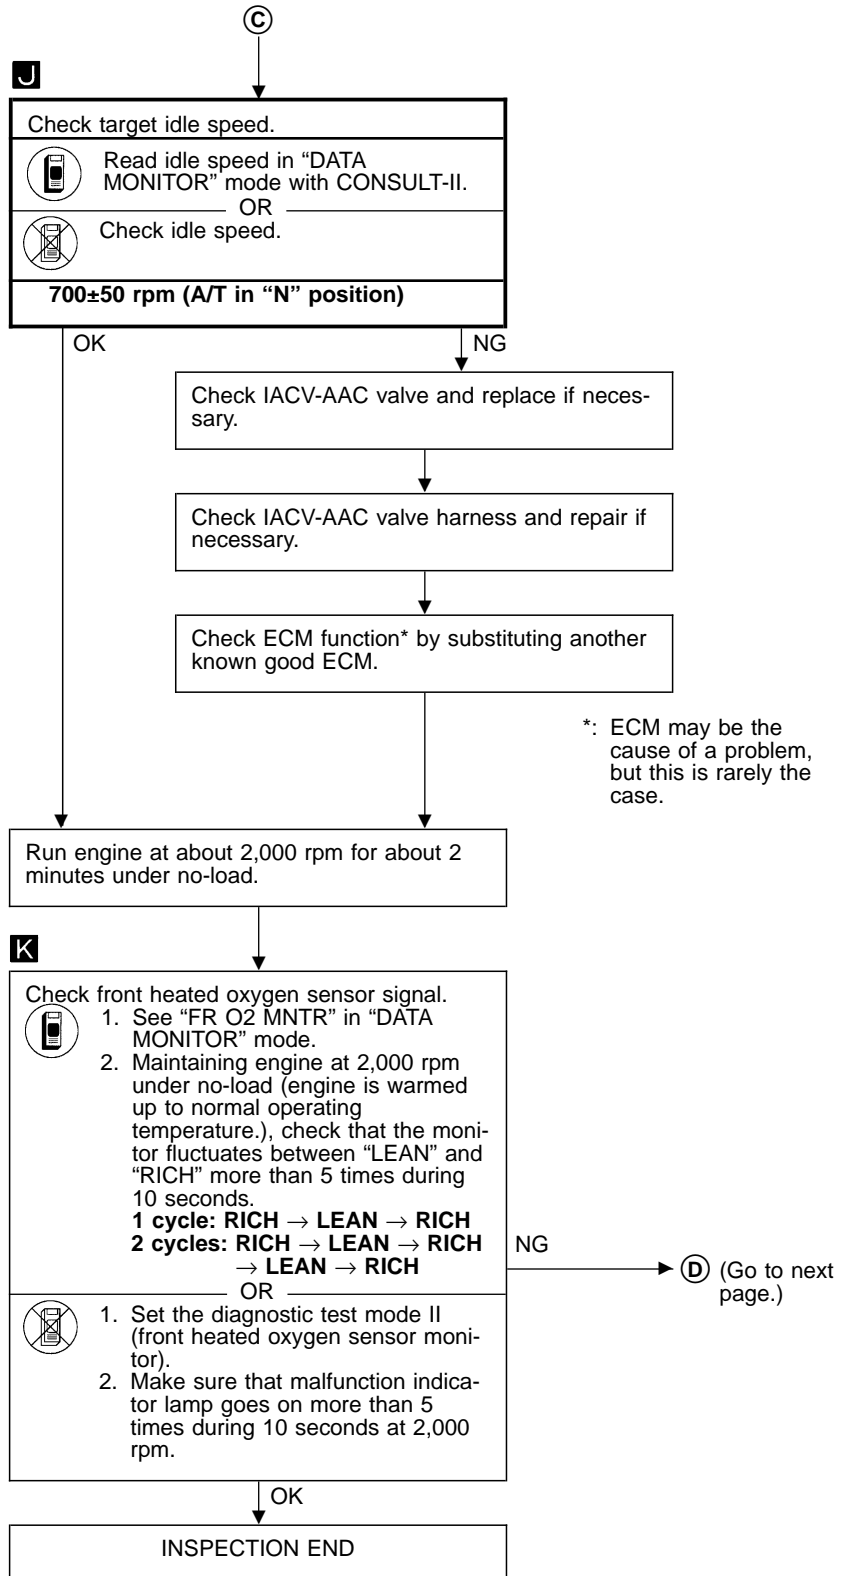 C
J
Check target idle speed.
Read idle speed in “DATA
MONITOR” mode with CONSULT-II.
OR
Check idle speed.
700±50 rpm (A/T in “N” position)
OK
NG
Check IACV-AAC valve and replace if neces-
sary.
Check IACV-AAC valve harness and repair if
necessary.
Check ECM function* by substituting another
known good ECM.
*: ECM may be the
cause of a problem,
but this is rarely the
case.
Run engine at about 2,000 rpm for about 2
minutes under no-load.
K
Check front heated oxygen sensor signal.
1. See “FR O2 MNTR” in “DATA
MONITOR” mode.
2. Maintaining engine at 2,000 rpm
under no-load (engine is warmed
up to normal operating
temperature.), check that the moni-
tor fluctuates between “LEAN” and
“RICH” more than 5 times during
10 seconds.
1 cycle: RICH → LEAN → RICH
2 cycles: RICH → LEAN → RICH
→ LEAN → RICH
NG
D (Go to next
page.)
OR
1. Set the diagnostic test mode II
(front heated oxygen sensor moni-
tor).
2. Make sure that malfunction indica-
tor lamp goes on more than 5
times during 10 seconds at 2,000
rpm.
OK
INSPECTION END